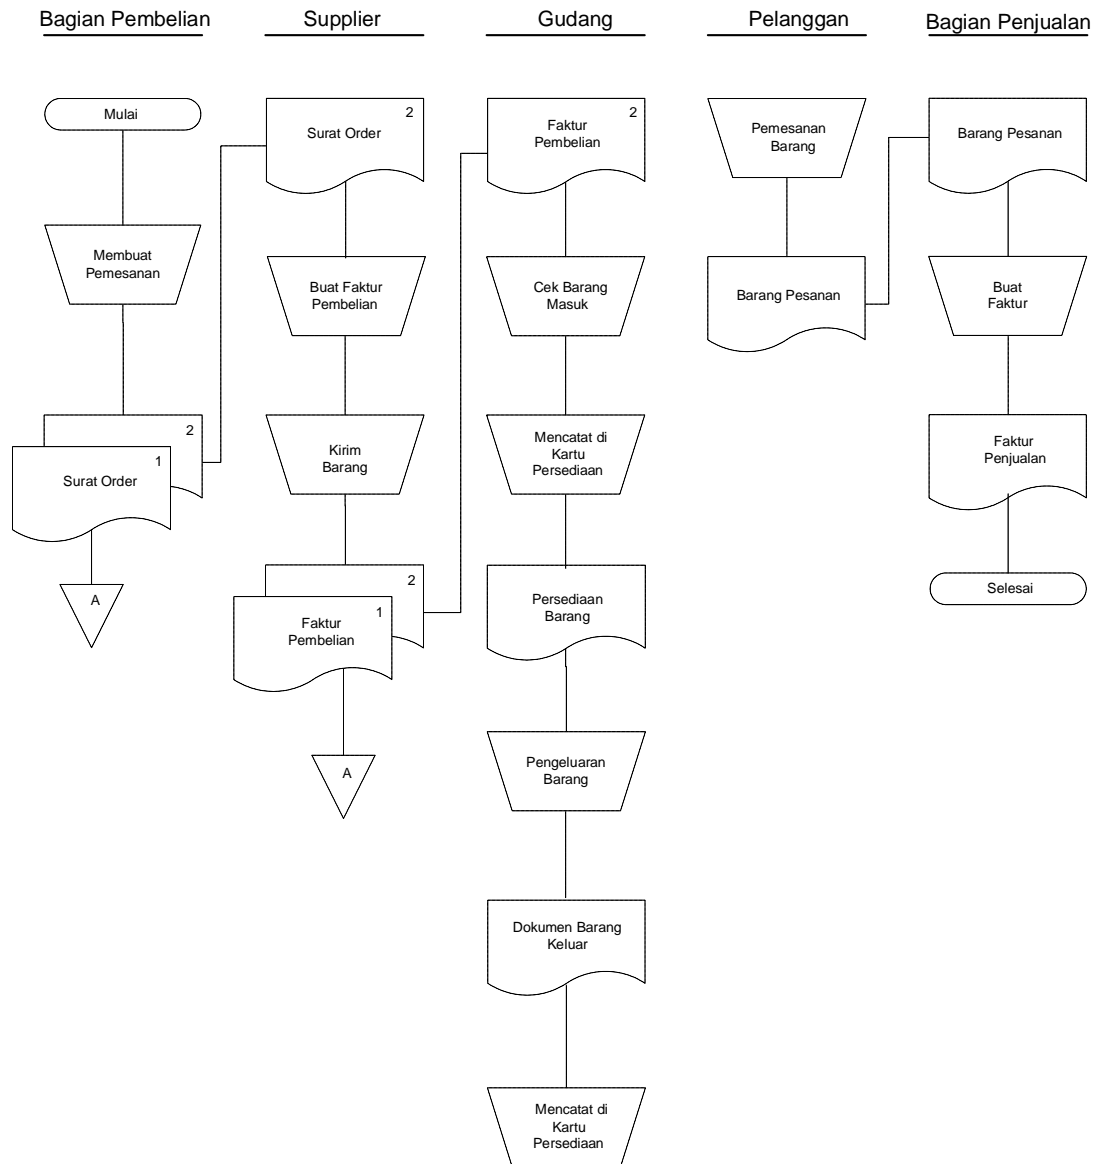 Bagian Pembelian
Supplier
Gudang
Pelanggan
Bagian Penjualan
Mulai
Membuat
Pemesanan
2
1
Surat Order
A
2
Surat Order
Buat Faktur
Pembelian
Kirim
Barang
2
1
Faktur
Pembelian
A
2
Faktur
Pembelian
Cek Barang
Masuk
Mencatat di
Kartu
Persediaan
Persediaan
Barang
Pengeluaran
Barang
Dokumen Barang
Keluar
Mencatat di
Kartu
Persediaan
Pemesanan
Barang
Barang Pesanan
Barang Pesanan
Buat
Faktur
Faktur
Penjualan
Selesai